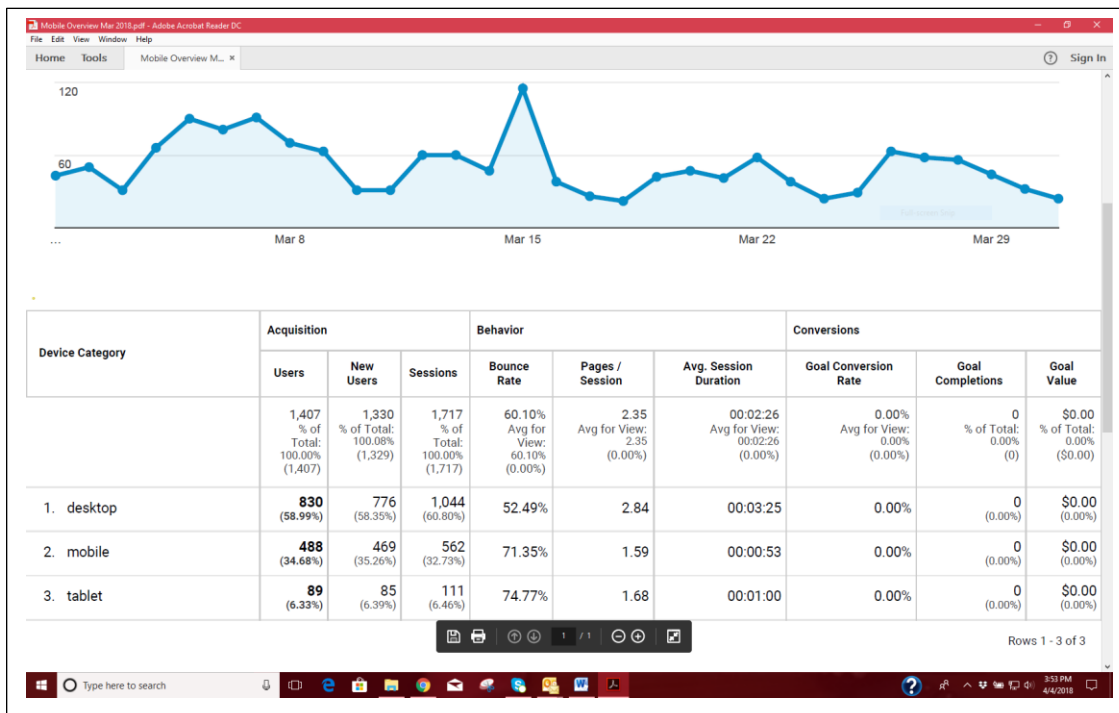 Mobile Overview Mar 2018.pdf - Adobe Acrobat Reader DC
File Edit View Window Help
Home Tools Mobile Overview M... × ? Sign In
120
60
... Mar 8 Mar 15 Mar 22 Mar 29
Device Category Acquisition Behavior Conversions
Users New Users Sessions Bounce Rate Pages / Session Avg. Session Duration Goal Conversion Rate Goal Completions Goal Value
1,407 % of Total: 100.00% (1,407) 1,330 % of Total: 100.08% (1,329) 1,717 % of Total: 100.00% (1,717) 60.10% Avg for View: 60.10% (0.00%) 2.35 Avg for View: 2.35 (0.00%) 00:02:26 Avg for View: 00:02:26 (0.00%) 0.00% Avg for View: 0.00% (0.00%) 0 % of Total: 0.00% (0) $0.00 % of Total: 0.00% ($0.00)
1. desktop 830 (58.99%) 776 (58.35%) 1,044 (60.80%) 52.49% 2.84 00:03:25 0.00% 0 (0.00%) $0.00 (0.00%)
2. mobile 488 (34.68%) 469 (35.26%) 562 (32.73%) 71.35% 1.59 00:00:53 0.00% 0 (0.00%) $0.00 (0.00%)
3. tablet 89 (6.33%) 85 (6.39%) 111 (6.46%) 74.77% 1.68 00:01:00 0.00% 0 (0.00%) $0.00 (0.00%)
1 / 1
Rows 1 - 3 of 3
Type here to search
3:53 PM
4/4/2018